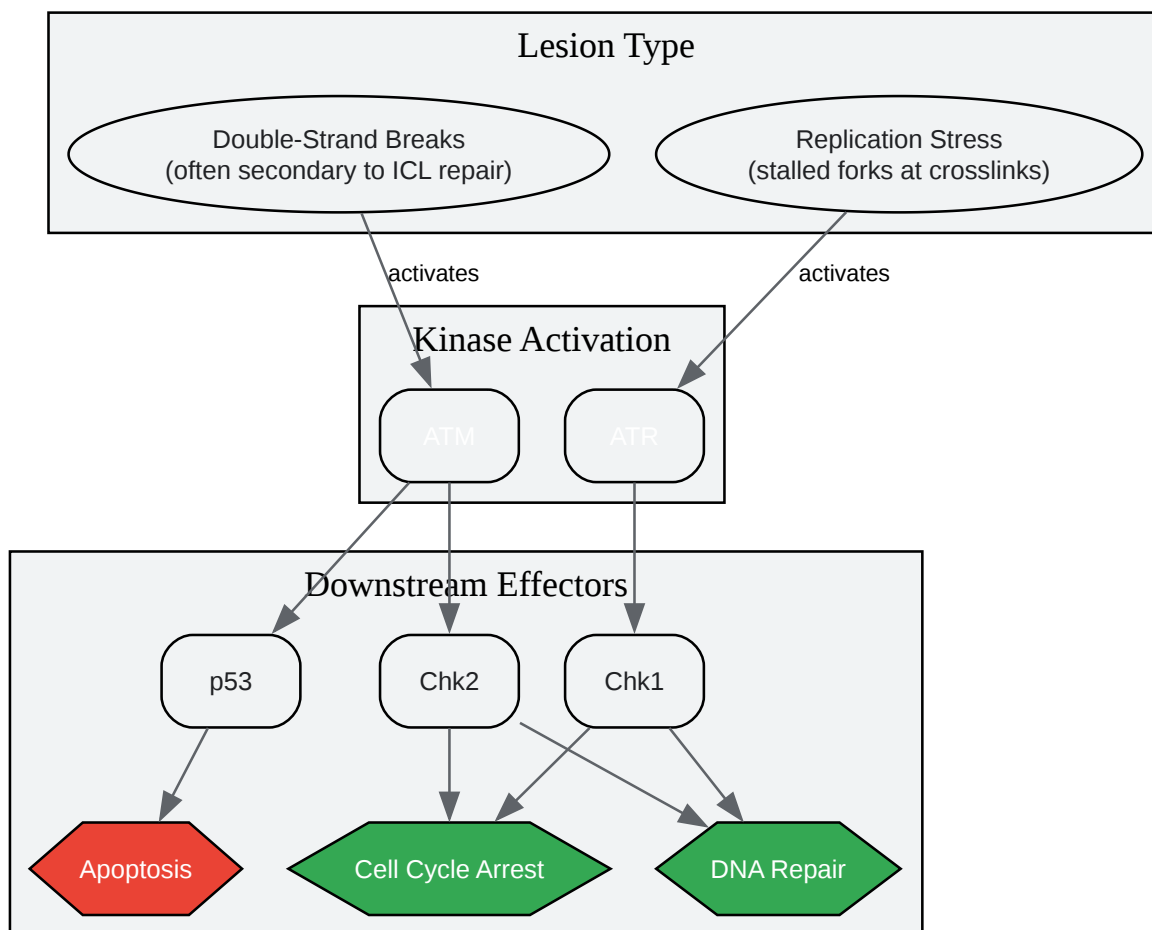 Lesion Type
Double-Strand Breaks
(often secondary to ICL repair)
Replication Stress
(stalled forks at crosslinks)
activates
activates
Kinase Activation
ATM
ATR
Downstream Effectors
p53
Chk2
Chk1
Apoptosis
Cell Cycle Arrest
DNA Repair